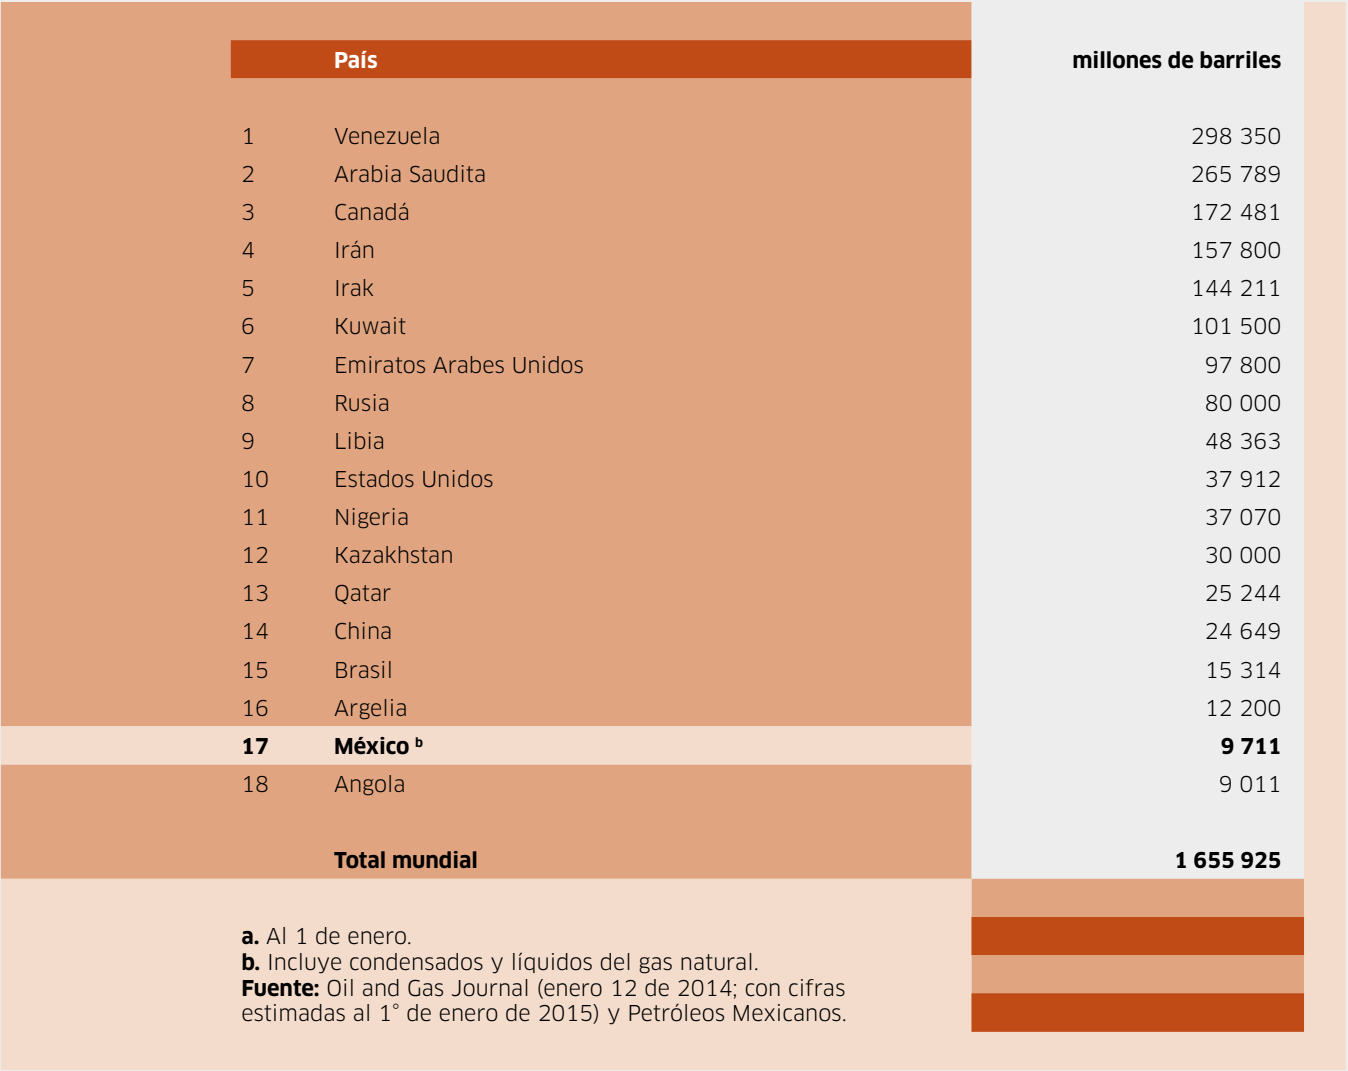 País millones de barriles
1 Venezuela 298 350
2 Arabia Saudita 265 789
3 Canadá 172 481
4 Irán 157 800
5 Irak 144 211
6 Kuwait 101 500
7 Emiratos Arabes Unidos 97 800
8 Rusia 80 000
9 Libia 48 363
10 Estados Unidos 37 912
11 Nigeria 37 070
12 Kazakhstan 30 000
13 Qatar 25 244
14 China 24 649
15 Brasil 15 314
16 Argelia 12 200
17 México b 9 711
18 Angola 9 011
Total mundial 1 655 925
a. Al 1 de enero.
b. Incluye condensados y líquidos del gas natural.
Fuente: Oil and Gas Journal (enero 12 de 2014; con cifras
estimadas al 1° de enero de 2015) y Petróleos Mexicanos.